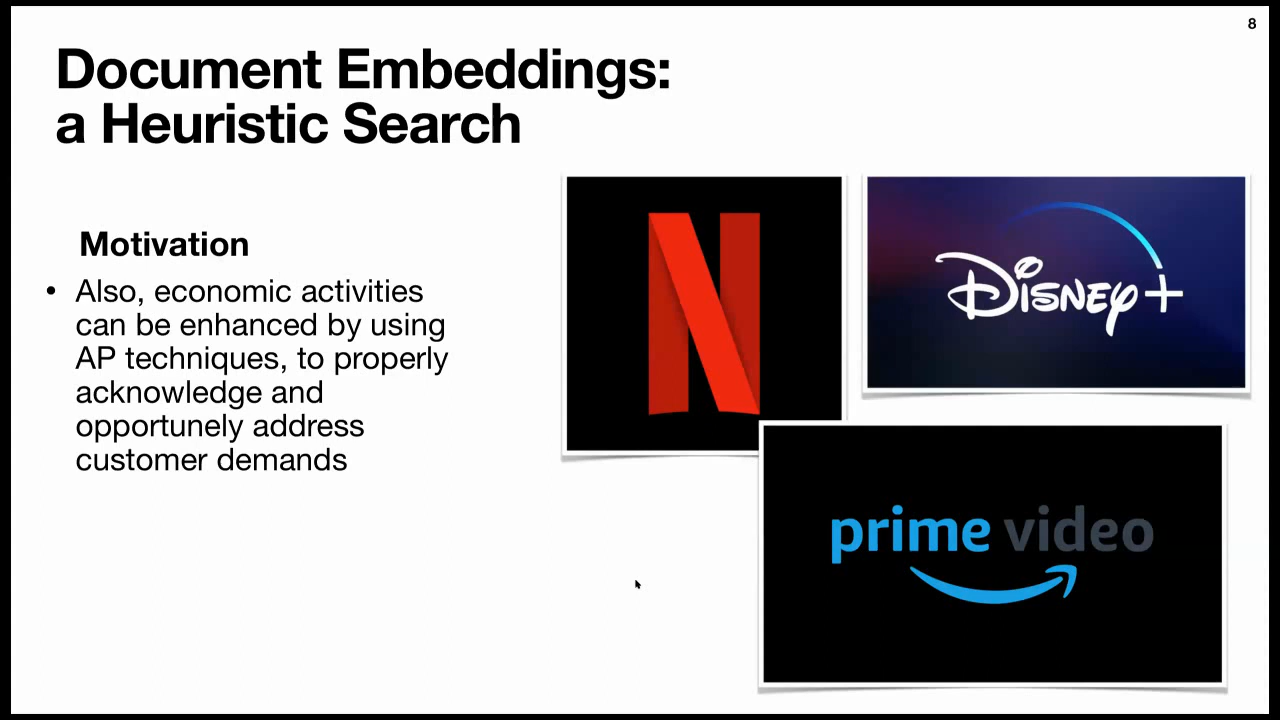 8
Document Embeddings:
a Heuristic Search
Motivation
• Also, economic activities
can be enhanced by using
AP techniques, to properly
acknowledge and
opportunely address
customer demands
N
Disney+
prime video